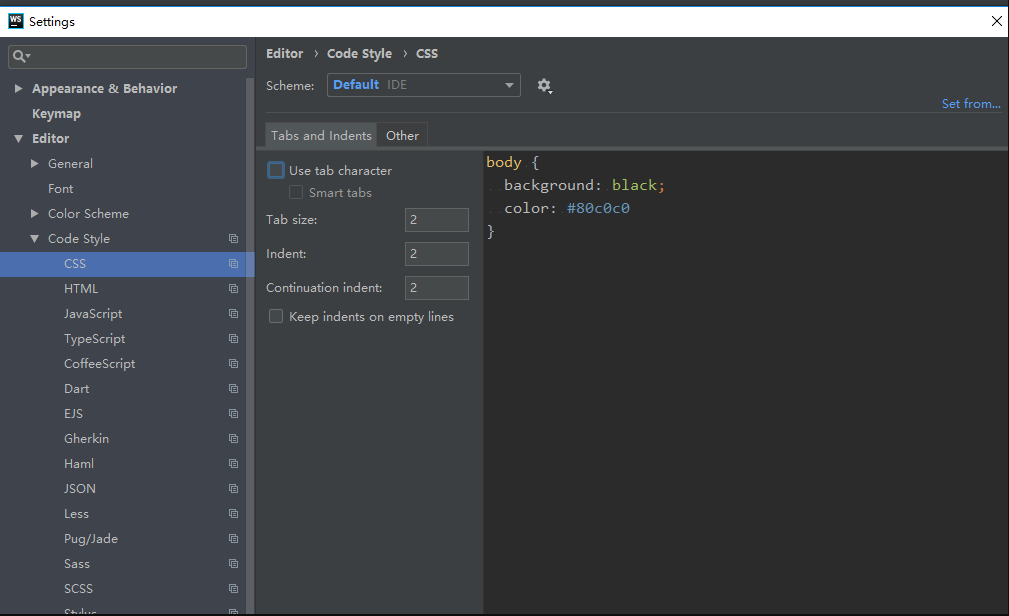 WS Settings
Editor › Code Style › CSS
Scheme: Default IDE
Set from...
Appearance & Behavior
Keymap
Editor
General
Font
Color Scheme
Code Style
CSS
HTML
JavaScript
TypeScript
CoffeeScript
Dart
EJS
Gherkin
Haml
JSON
Less
Pug/Jade
Sass
SCSS
Stylus
Tabs and Indents Other
Use tab character
Smart tabs
Tab size: 2
Indent: 2
Continuation indent: 2
Keep indents on empty lines
body {
background: black;
color: #80c0c0
}